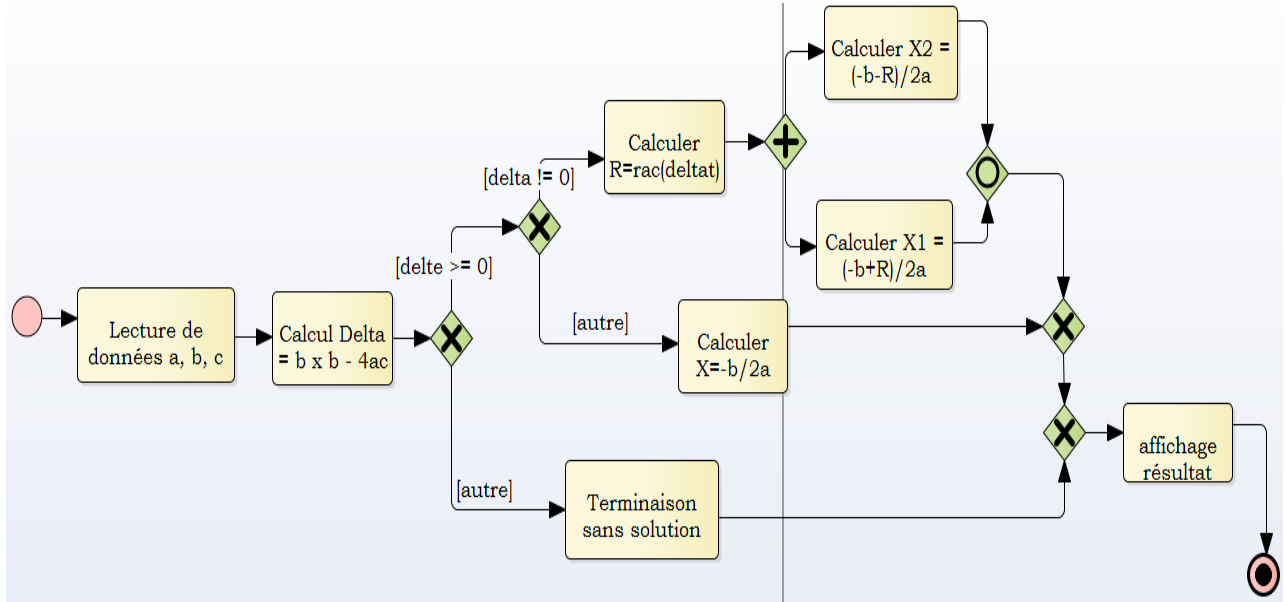 Lecture de
données a, b, c
Calcul Delta
= b x b - 4ac
[delte >= 0]
[autre]
[delta != 0]
[autre]
Calculer
R=rac(deltat)
Calculer X2 =
(-b-R)/2a
Calculer X1 =
(-b+R)/2a
Calculer
X=-b/2a
Terminaison
sans solution
affichage
résultat